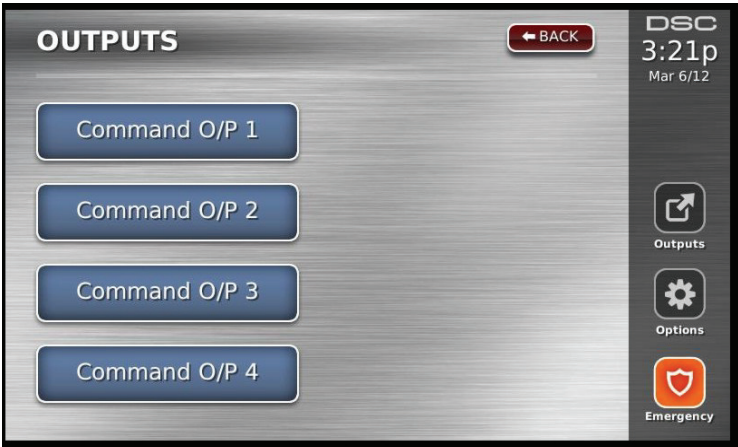 OUTPUTS
BACK
DSC
3:21p
Mar 6/12
Command O/P 1
Command O/P 2
Command O/P 3
Command O/P 4
Outputs
Options
Emergency